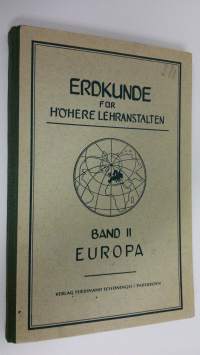 ERDKUNDE
FÜR
HÖHERE LEHRANSTALTEN
BAND II
EUROPA
VERLAG FERDINAND SCHÖNINGH / PADERBORN